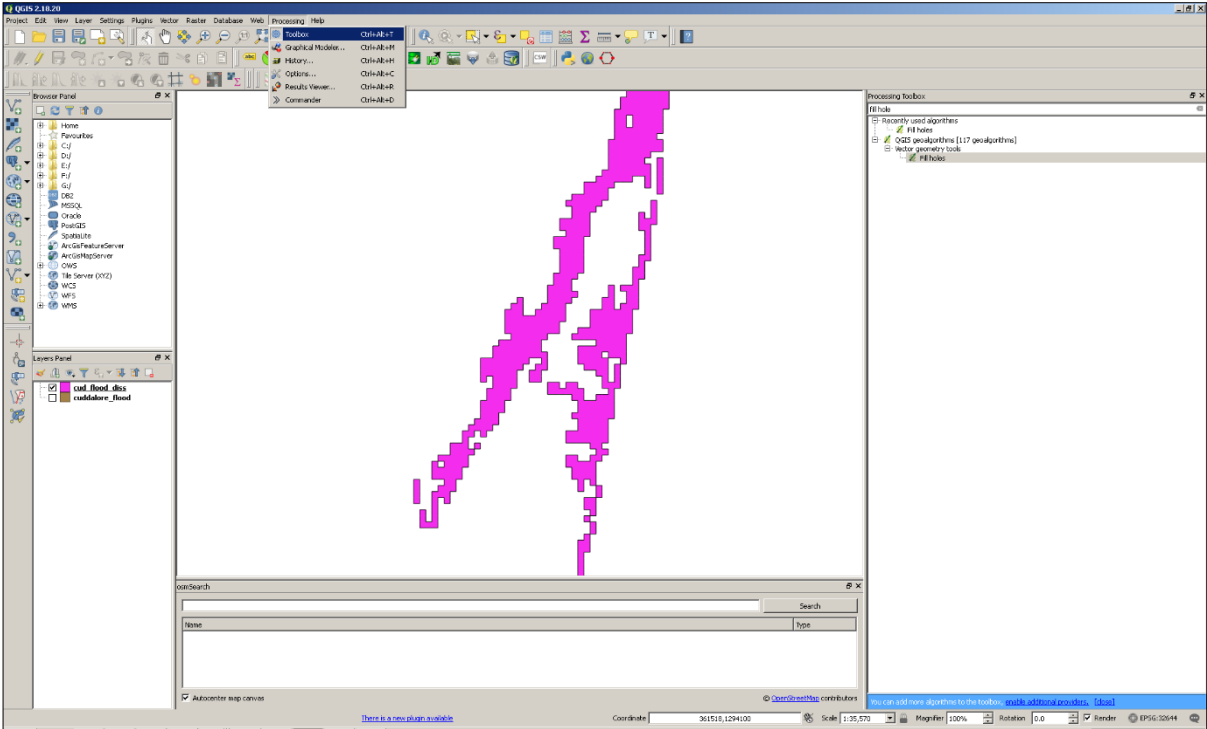 QGIS 2.18.20
Project Edit View Layer Settings Plugins Vector Raster Database Web Processing Help
Toolbox Ctrl+Alt+T
Graphical Modeler... Ctrl+Alt+M
History... Ctrl+Alt+H
Options... Ctrl+Alt+C
Results Viewer... Ctrl+Alt+R
Commander Ctrl+Alt+D
CSW
Browser Panel
Home
Favourites
C:/
D:/
E:/
F:/
G:/
DB2
MSSQL
Oracle
PostGIS
SpatiaLite
ArcGisFeatureServer
ArcGisMapServer
OWS
Tile Server (XYZ)
WCS
WFS
WMS
Layers Panel
cud_flood_diss
cuddalore_flood
Processing Toolbox
fill hole
Recently used algorithms
Fill holes
QGIS geoalgorithms [117 geoalgorithms]
Vector geometry tools
Fill holes
osmSearch
Search
Name Type
Autocenter map canvas
© OpenStreetMap contributors
You can add more algorithms to the toolbox, enable additional providers. [close]
There is a new plugin available
Coordinate 361518,1294100 Scale 1:35,570 Magnifier 100% Rotation 0.0 Render EPSG:32644